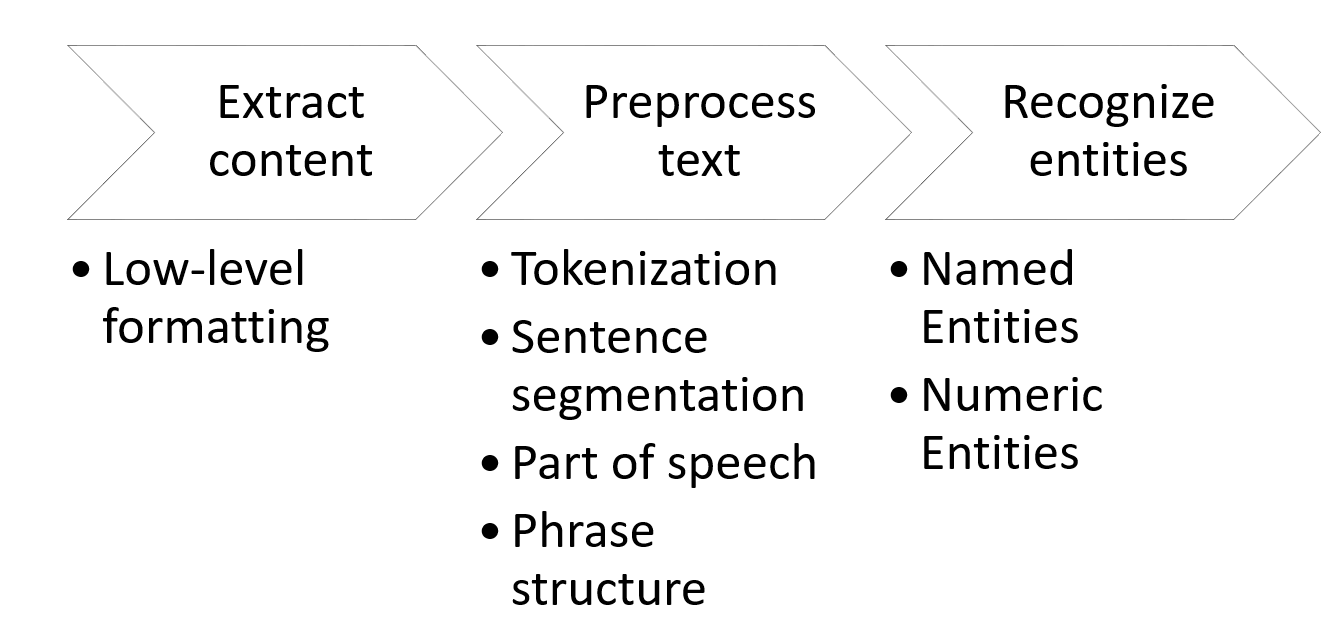 Extract
content
• Low-level
formatting
Preprocess
text
• Tokenization
• Sentence
segmentation
• Part of speech
• Phrase
structure
Recognize
entities
• Named
Entities
• Numeric
Entities